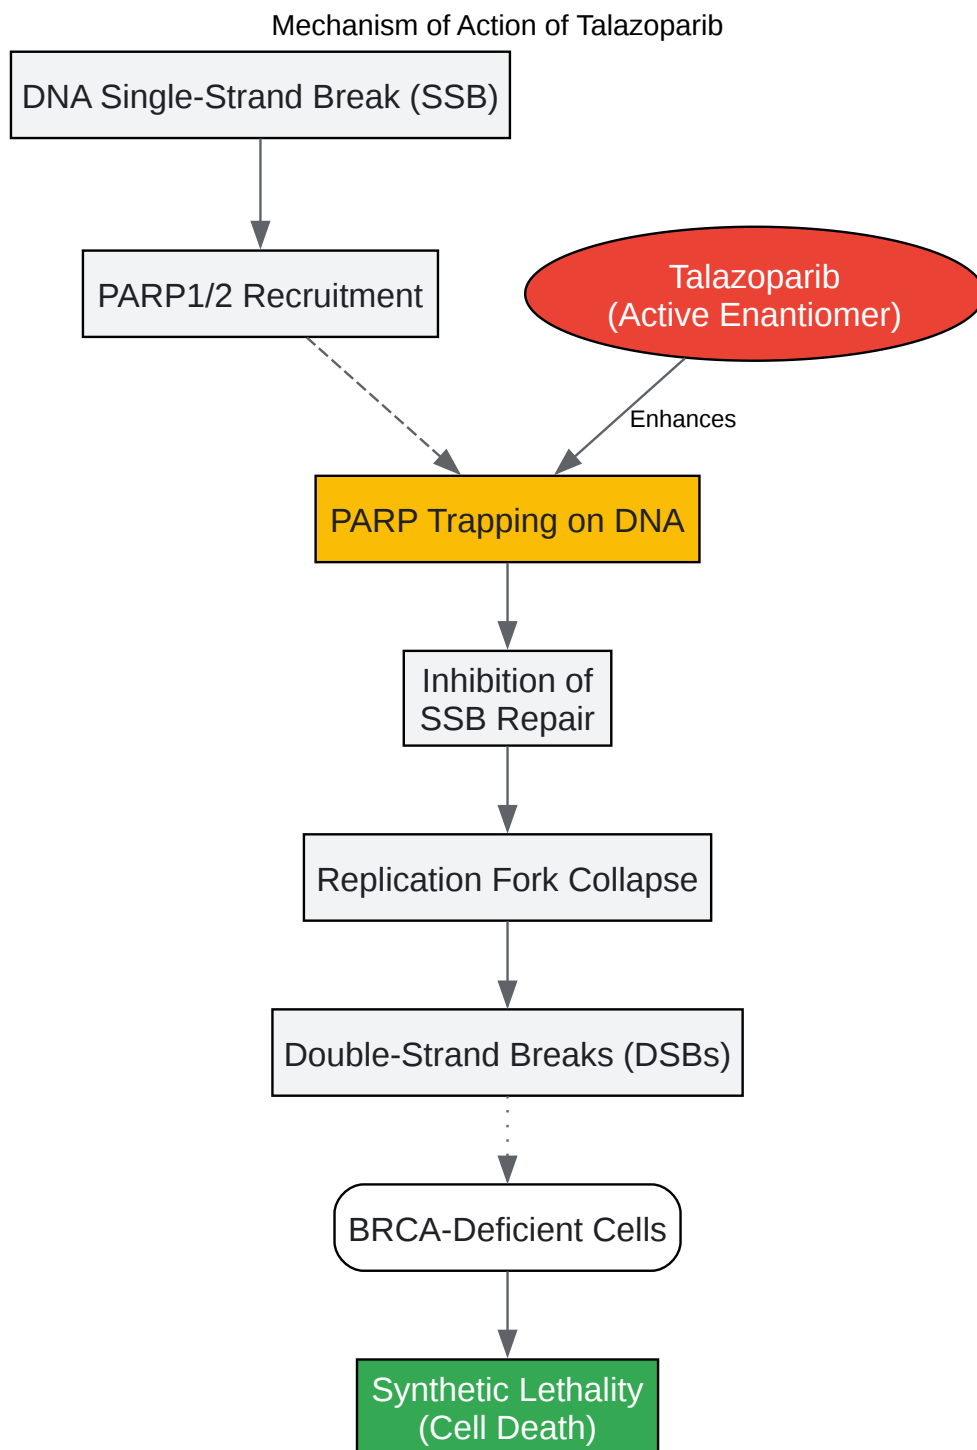 Mechanism of Action of Talazoparib
DNA Single-Strand Break (SSB)
PARP1/2 Recruitment
Talazoparib
(Active Enantiomer)
Enhances
PARP Trapping on DNA
Inhibition of
SSB Repair
Replication Fork Collapse
Double-Strand Breaks (DSBs)
BRCA-Deficient Cells
Synthetic Lethality
(Cell Death)